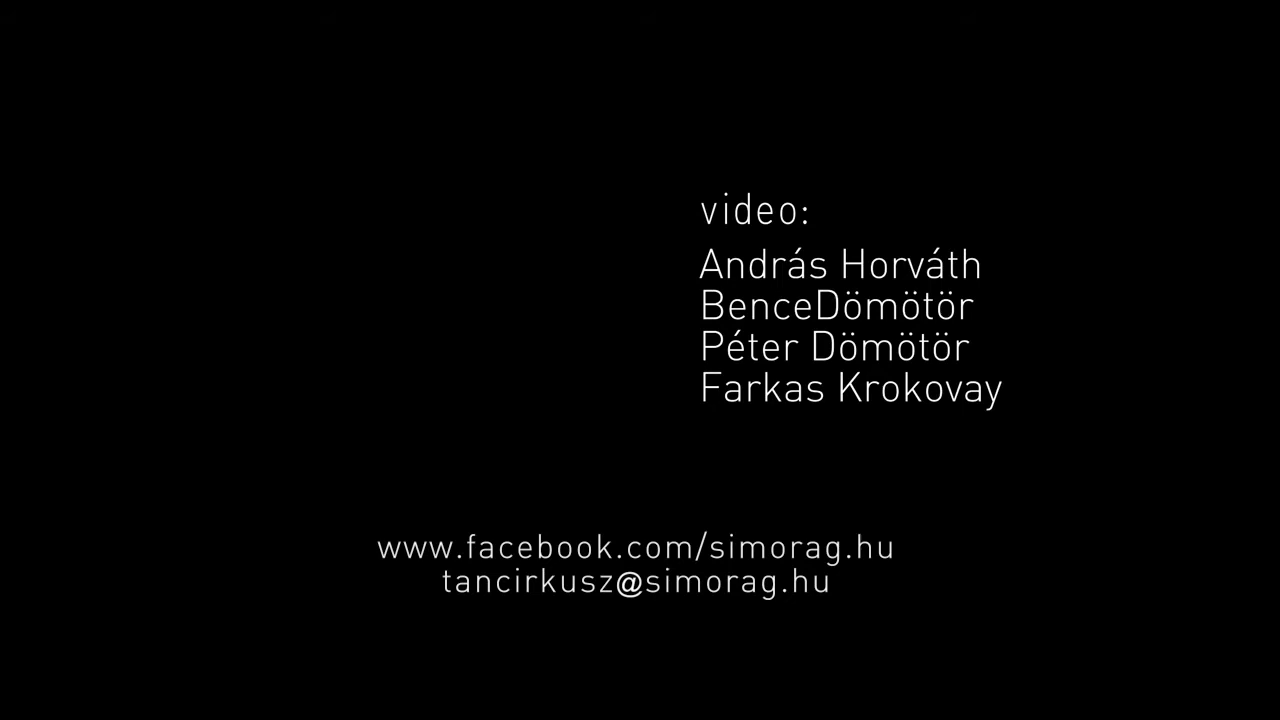 video:
András Horváth
BenceDömötör
Péter Dömötör
Farkas Krokovay
www.facebook.com/simorag.hu
tancirkusz@simorag.hu